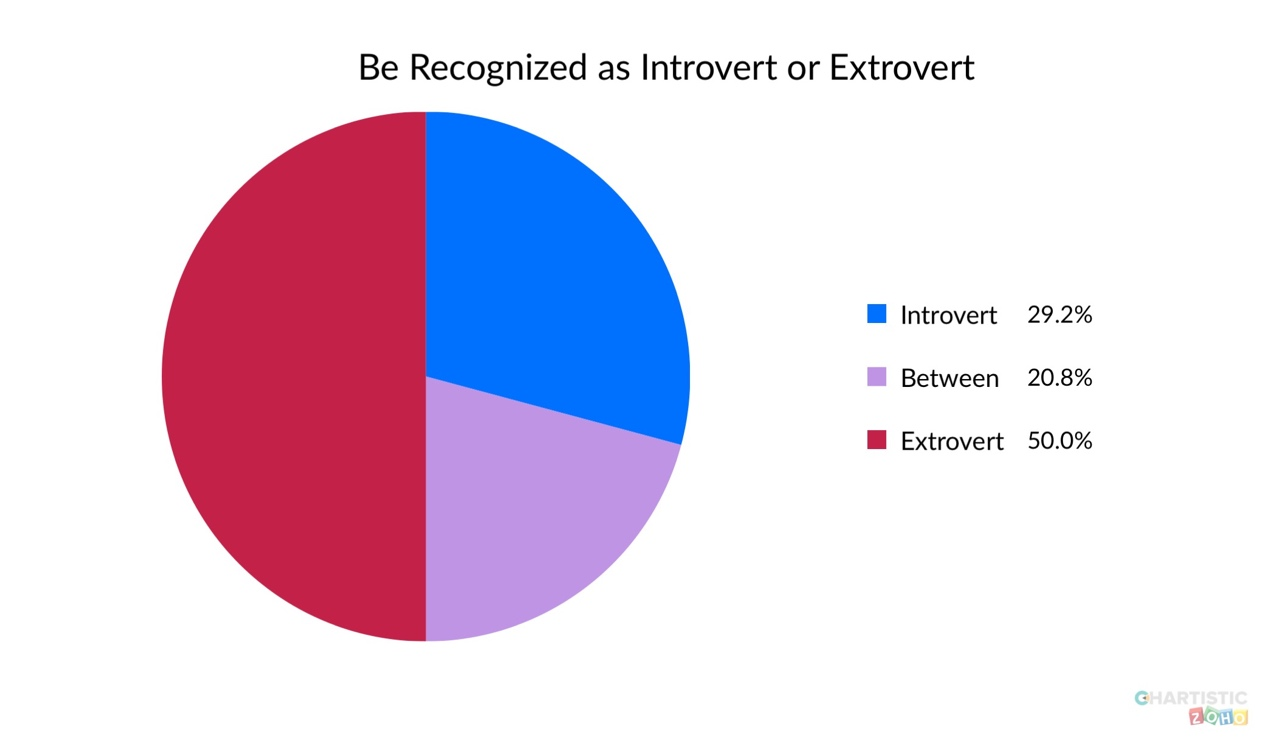 Be Recognized as Introvert or Extrovert
Introvert 29.2%
Between 20.8%
Extrovert 50.0%
CHARTISTIC
ZOHO